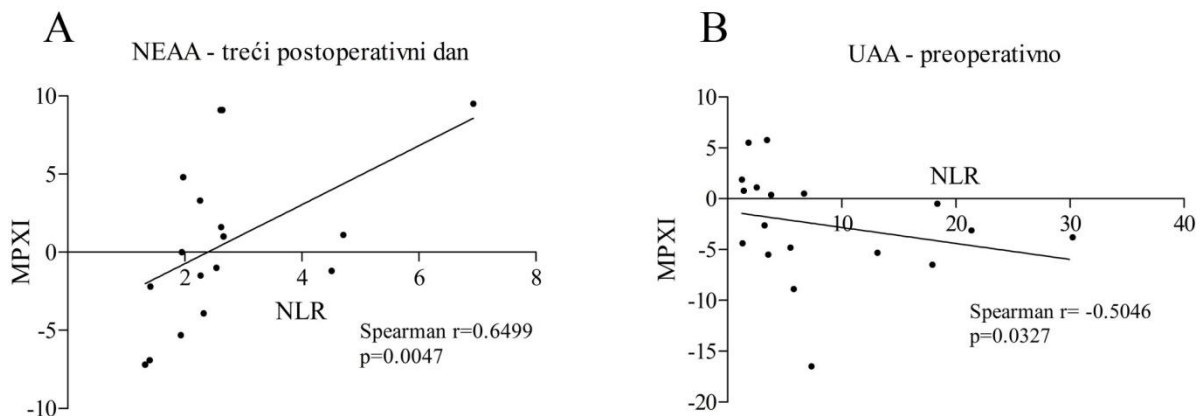 A
NEAA - treći postoperativni dan
10
5
0
-5
-10
MPXI
2
4
6
8
NLR
Spearman r=0.6499
p=0.0047
B
UAA - preoperativno
10
5
0
-5
-10
-15
-20
MPXI
NLR
10
20
30
40
Spearman r= -0.5046
p=0.0327